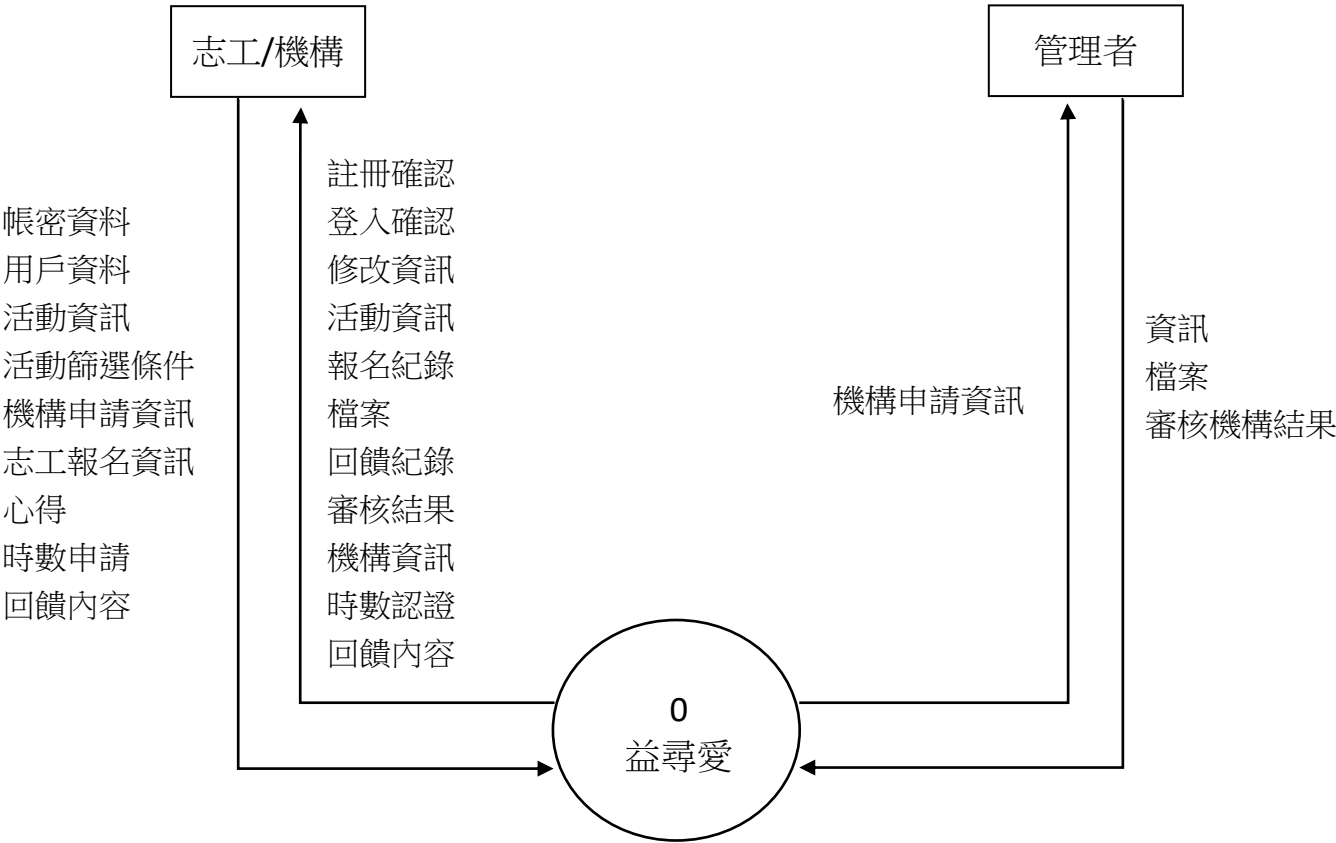 志工/機構
管理者
帳密資料
用戶資料
活動資訊
活動篩選條件
機構申請資訊
志工報名資訊
心得
時數申請
回饋內容
註冊確認
登入確認
修改資訊
活動資訊
報名紀錄
檔案
回饋紀錄
審核結果
機構資訊
時數認證
回饋內容
機構申請資訊
資訊
檔案
審核機構結果
0
益尋愛